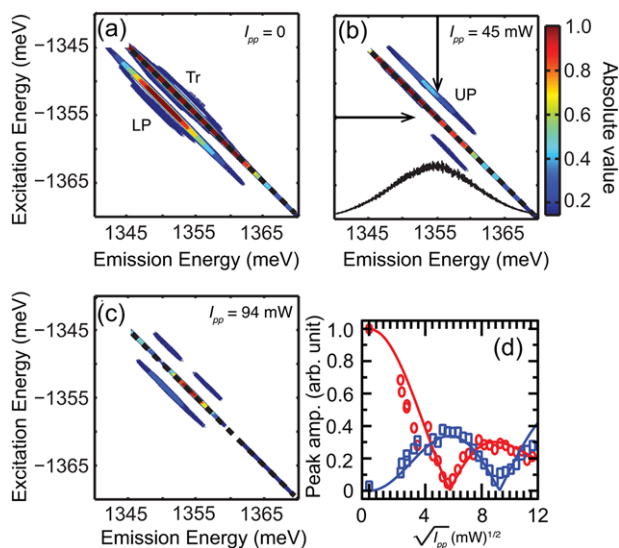 (a)
I_pp = 0
Tr
LP
Excitation Energy (meV)
−1345
−1355
−1365
1345 1355 1365
Emission Energy (meV)
(b)
I_pp = 45 mW
UP
−1345
−1355
−1365
1345 1355 1365
Emission Energy (meV)
1.0
0.8
0.6
0.4
0.2
Absolute value
(c)
I_pp = 94 mW
Excitation Energy (meV)
−1345
−1355
−1365
1345 1355 1365
Emission Energy (meV)
(d)
Peak amp. (arb. unit)
1.0
0.8
0.6
0.4
0.2
0
0 4 8 12
√I_pp (mW)^1/2